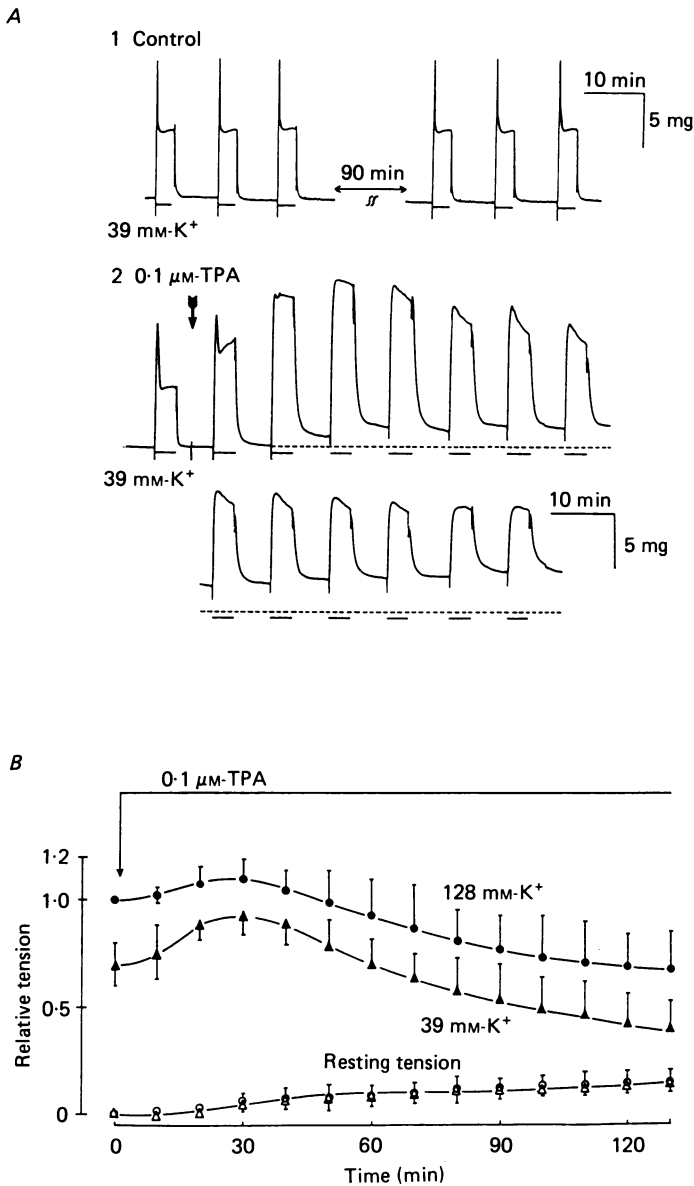 A
1 Control
10 min
5 mg
90 min
39 mM-K+
2 0·1 μM-TPA
39 mM-K+
10 min
5 mg
B
0·1 μM-TPA
1·2
1·0
0·5
0
Relative tension
128 mM-K+
39 mM-K+
Resting tension
0 30 60 90 120
Time (min)